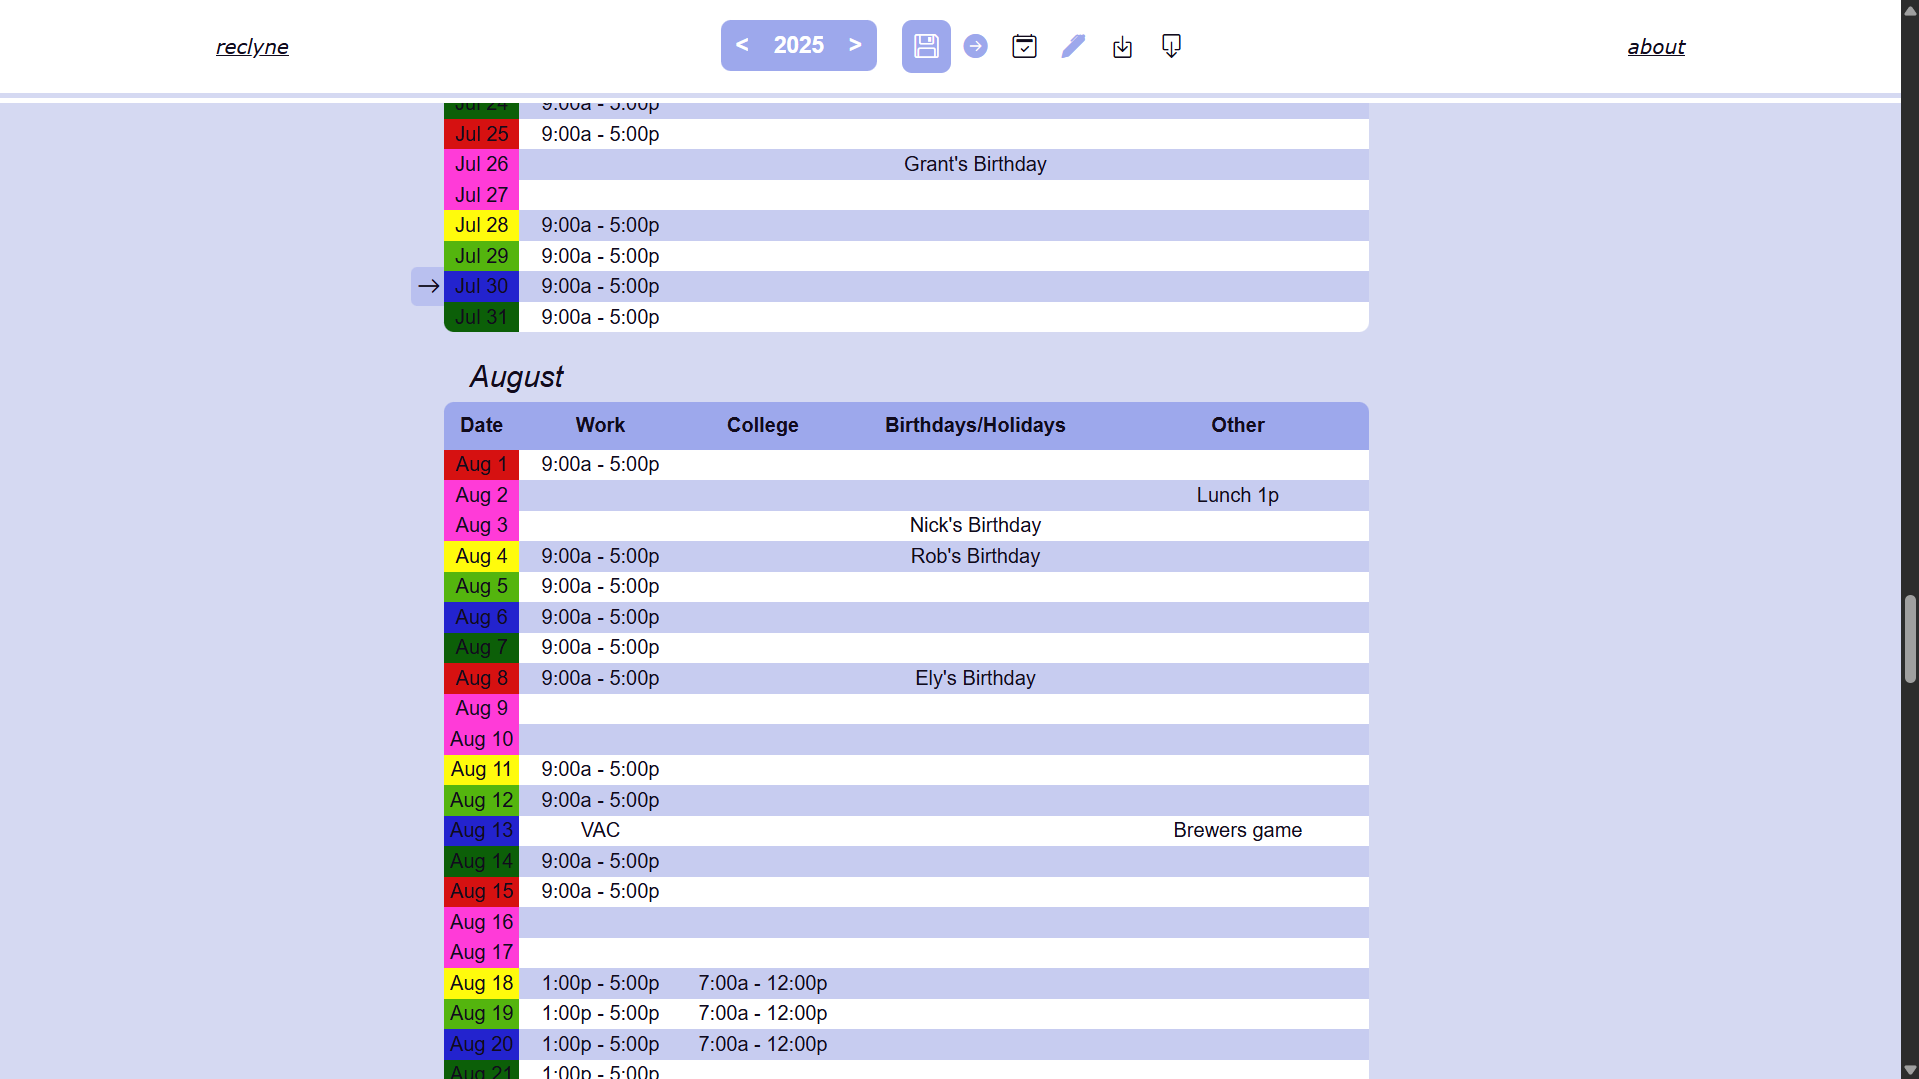 reclyne
< 2025 >
about
Jul 24 9:00a - 5:00p
Jul 25 9:00a - 5:00p
Jul 26 Grant's Birthday
Jul 27
Jul 28 9:00a - 5:00p
Jul 29 9:00a - 5:00p
Jul 30 9:00a - 5:00p
Jul 31 9:00a - 5:00p
August
Date Work College Birthdays/Holidays Other
Aug 1 9:00a - 5:00p
Aug 2 Lunch 1p
Aug 3 Nick's Birthday
Aug 4 9:00a - 5:00p Rob's Birthday
Aug 5 9:00a - 5:00p
Aug 6 9:00a - 5:00p
Aug 7 9:00a - 5:00p
Aug 8 9:00a - 5:00p Ely's Birthday
Aug 9
Aug 10
Aug 11 9:00a - 5:00p
Aug 12 9:00a - 5:00p
Aug 13 VAC Brewers game
Aug 14 9:00a - 5:00p
Aug 15 9:00a - 5:00p
Aug 16
Aug 17
Aug 18 1:00p - 5:00p 7:00a - 12:00p
Aug 19 1:00p - 5:00p 7:00a - 12:00p
Aug 20 1:00p - 5:00p 7:00a - 12:00p
Aug 21 1:00p - 5:00p